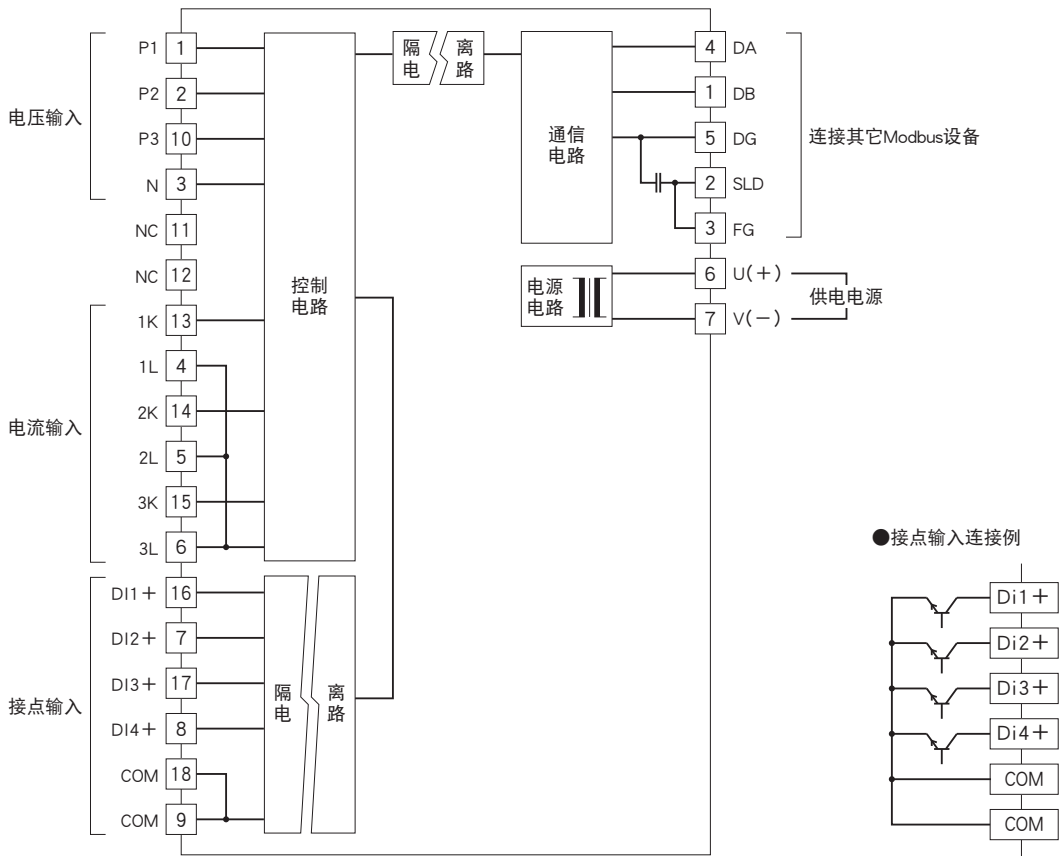 电压输入
P1 1
P2 2
P3 10
N 3
NC 11
NC 12
电流输入
1K 13
1L 4
2K 14
2L 5
3K 15
3L 6
接点输入
DI1+ 16
DI2+ 7
DI3+ 17
DI4+ 8
COM 18
COM 9
控制
电路
隔 离
电 路
隔 离
电 路
通信
电路
电源
电路
4 DA
1 DB
5 DG
2 SLD
3 FG
连接其它Modbus设备
6 U(+)
7 V(－)
供电电源
●接点输入连接例
Di1+
Di2+
Di3+
Di4+
COM
COM